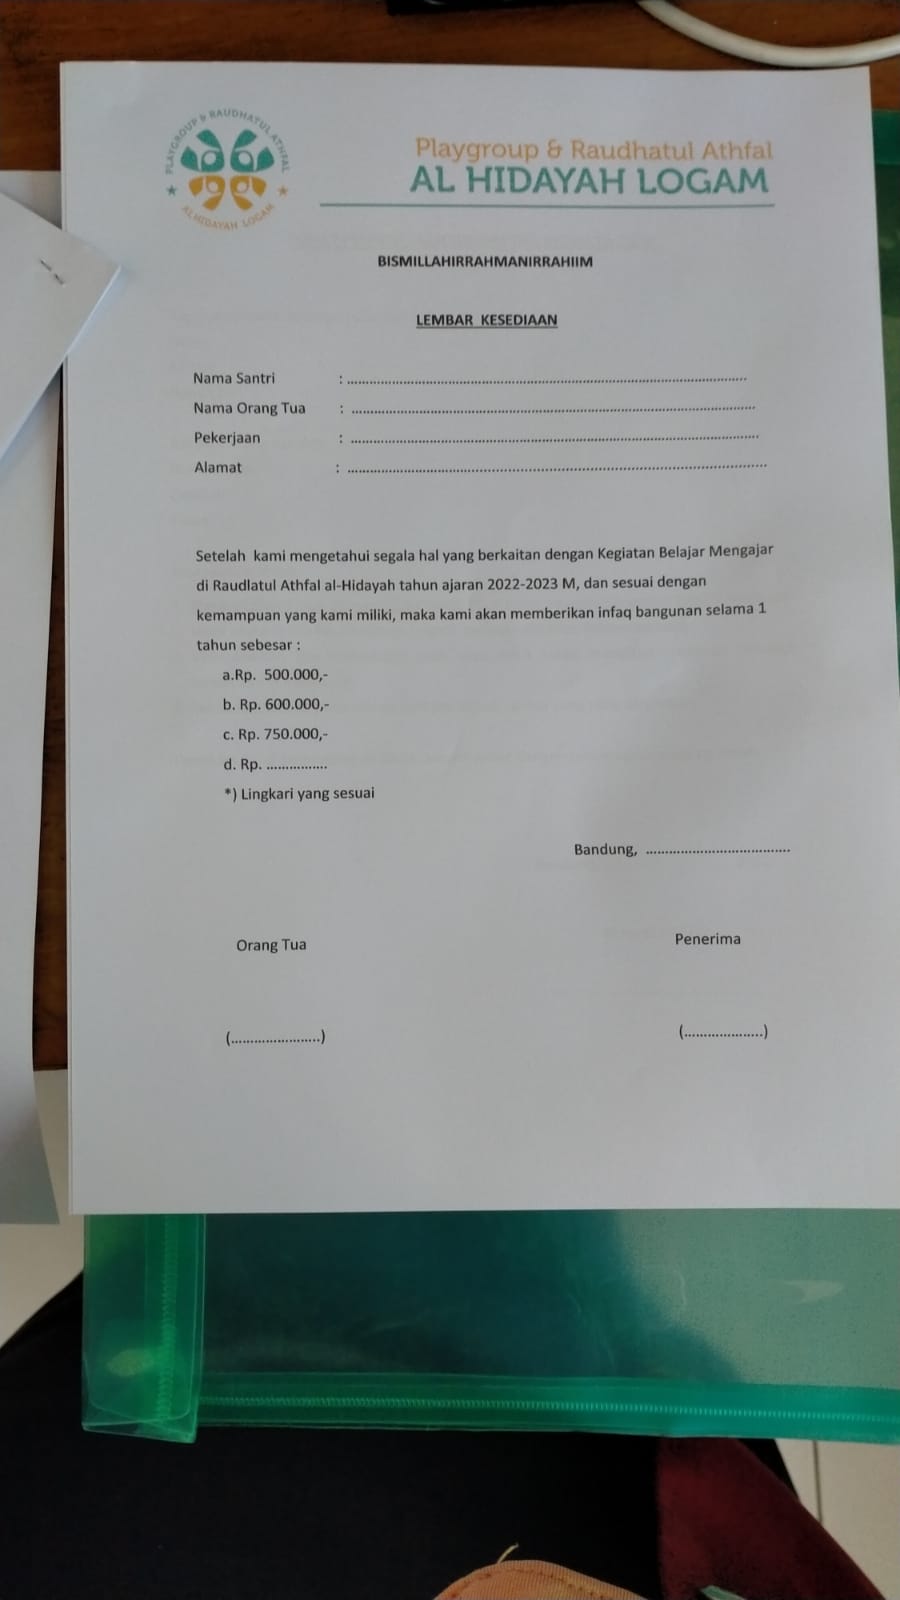 PLAYGROUP & RAUDHATUL ATHFAL
AL HIDAYAH LOGAM
Playgroup & Raudhatul Athfal
AL HIDAYAH LOGAM
BISMILLAHIRRAHMANIRRAHIIM
LEMBAR KESEDIAAN
Nama Santri : ....................
Nama Orang Tua : ....................
Pekerjaan : ....................
Alamat : ....................
Setelah kami mengetahui segala hal yang berkaitan dengan Kegiatan Belajar Mengajar
di Raudlatul Athfal al-Hidayah tahun ajaran 2022-2023 M, dan sesuai dengan
kemampuan yang kami miliki, maka kami akan memberikan infaq bangunan selama 1
tahun sebesar :
a.Rp. 500.000,-
b. Rp. 600.000,-
c. Rp. 750.000,-
d. Rp. ................
*) Lingkari yang sesuai
Bandung, ....................
Orang Tua Penerima
(.......................) (....................)